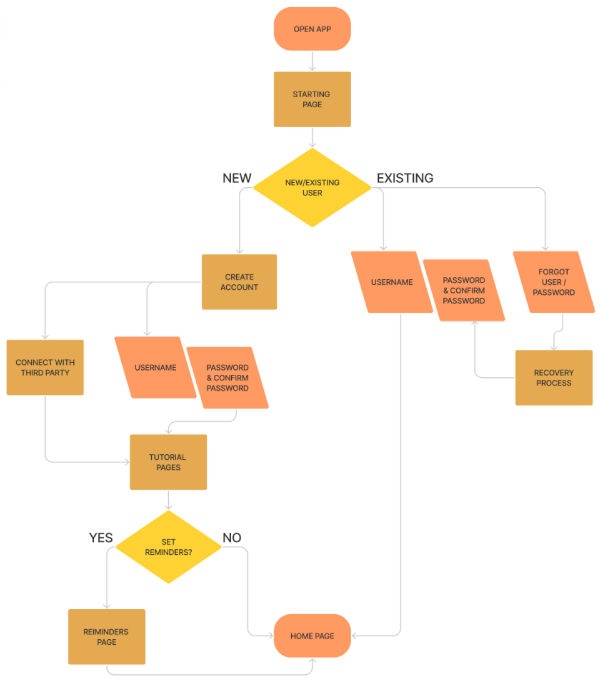 OPEN APP
STARTING
PAGE
NEW
NEW/EXISTING
USER
EXISTING
CREATE
ACCOUNT
USERNAME
PASSWORD
& CONFIRM
PASSWORD
FORGOT
USER /
PASSWORD
CONNECT WITH
THIRD PARTY
USERNAME
PASSWORD
& CONFIRM
PASSWORD
RECOVERY
PROCESS
TUTORIAL
PAGES
YES
SET
REMINDERS?
NO
REIMINDERS
PAGE
HOME PAGE